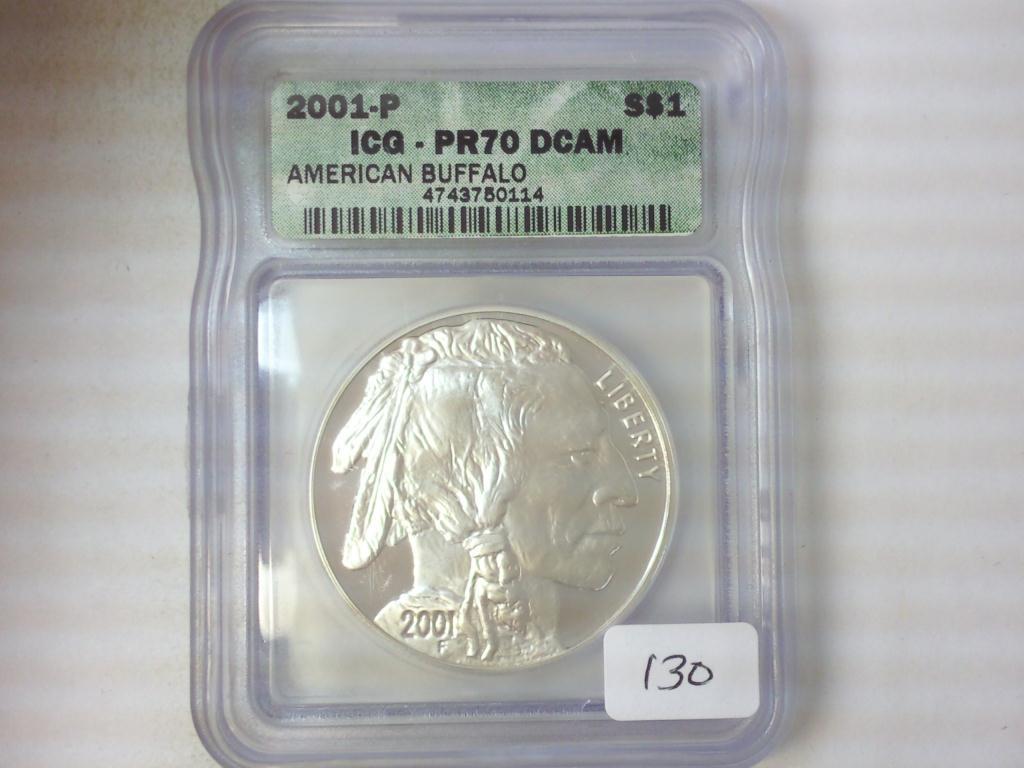 2001-P S$1
ICG - PR70 DCAM
AMERICAN BUFFALO
4743750114
LIBERTY
2001
F
130